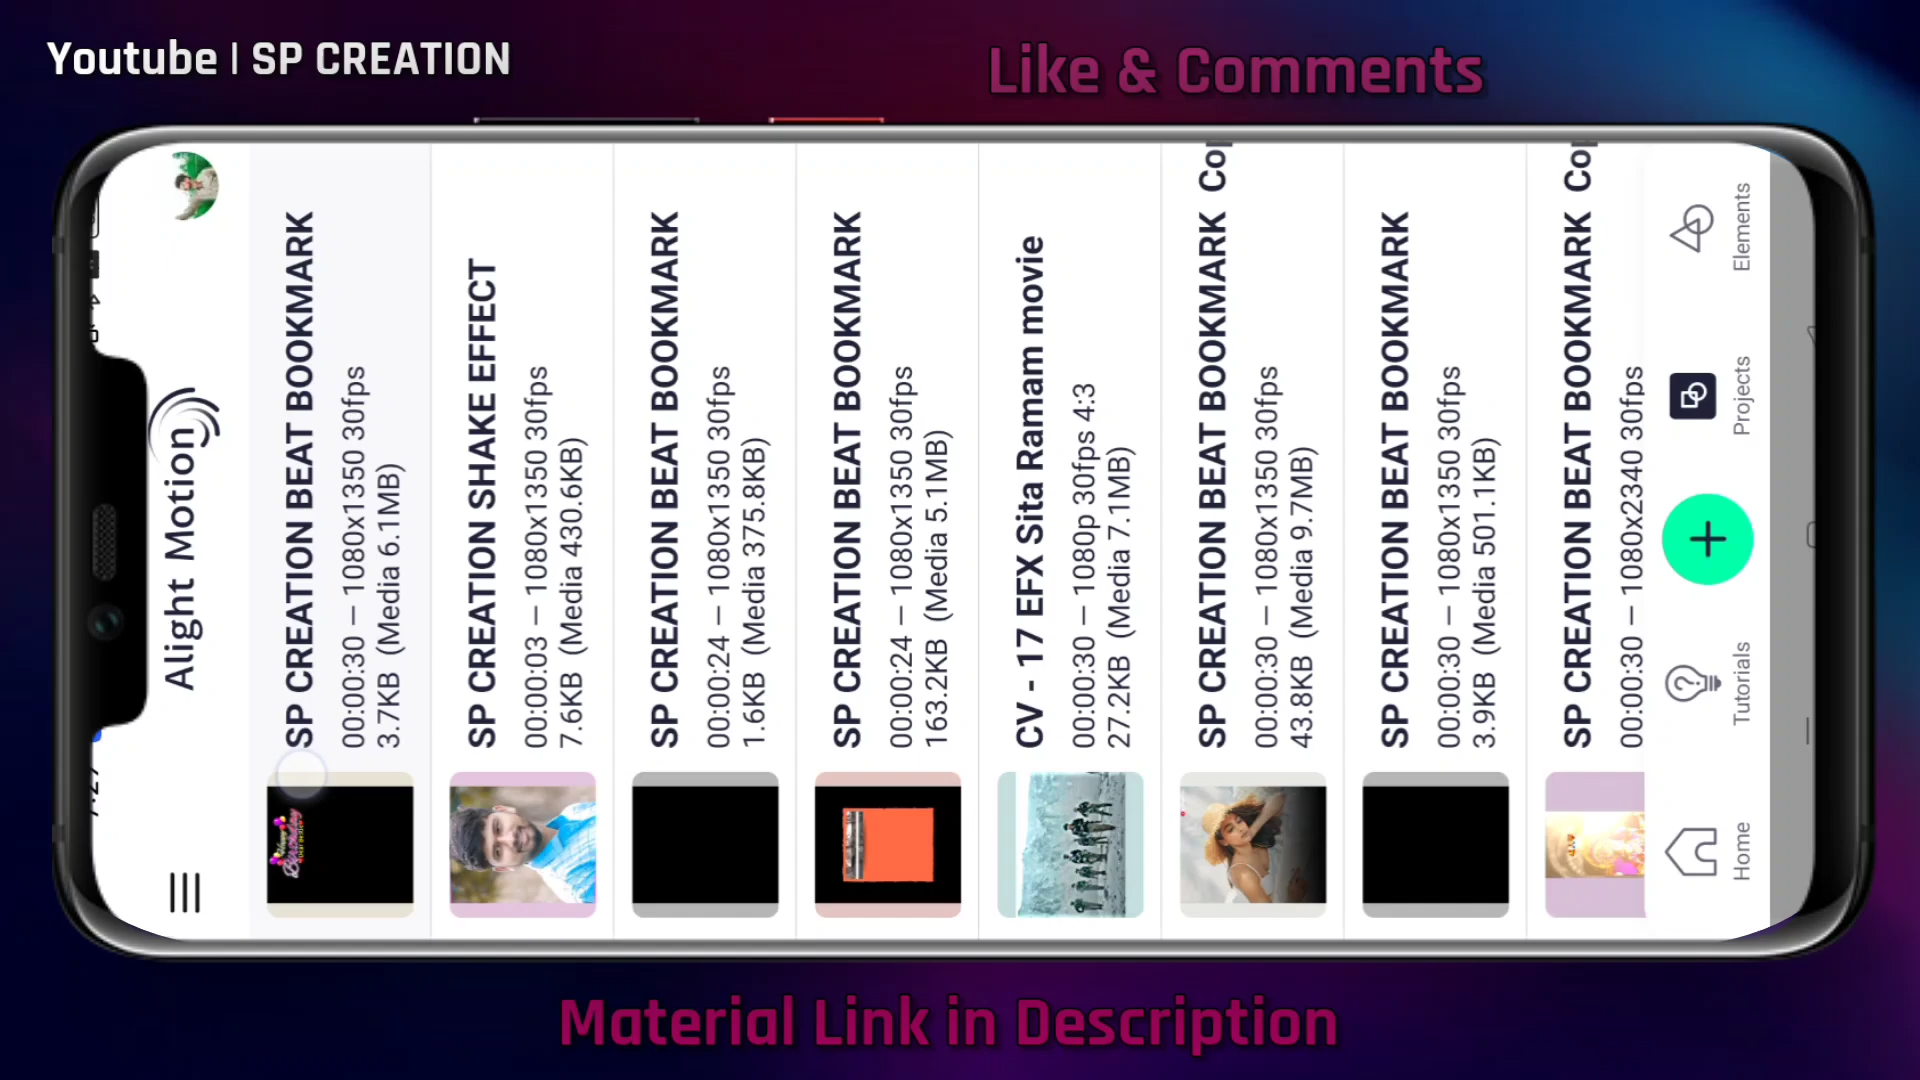 Youtube | SP CREATION
Like & Comments
Alight Motion
SP CREATION BEAT BOOKMARK
00:00:30 – 1080x1350 30fps
3.7KB (Media 6.1MB)
SP CREATION SHAKE EFFECT
00:00:03 – 1080x1350 30fps
7.6KB (Media 430.6KB)
SP CREATION BEAT BOOKMARK
00:00:24 – 1080x1350 30fps
1.6KB (Media 375.8KB)
SP CREATION BEAT BOOKMARK
00:00:24 – 1080x1350 30fps
163.2KB (Media 5.1MB)
CV - 17 EFX Sita Ramam movie
00:00:30 – 1080p 30fps 4:3
27.2KB (Media 7.1MB)
SP CREATION BEAT BOOKMARK
00:00:30 – 1080x1350 30fps
43.8KB (Media 9.7MB)
SP CREATION BEAT BOOKMARK
00:00:30 – 1080x1350 30fps
3.9KB (Media 501.1KB)
SP CREATION BEAT BOOKMARK
00:00:30 – 1080x2340 30fps
Home
Tutorials
Projects
Elements
Material Link in Description